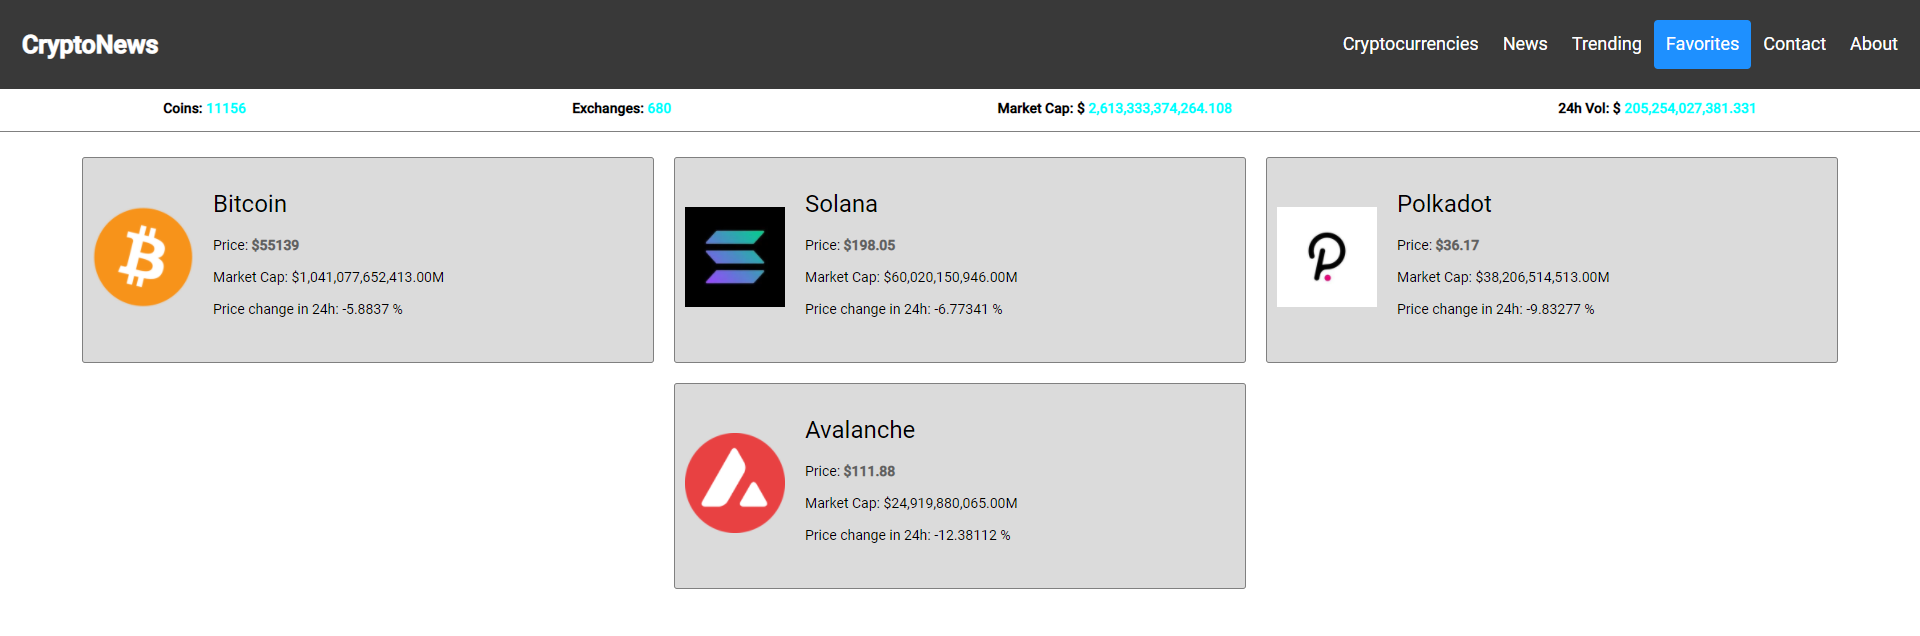 CryptoNews
Cryptocurrencies News Trending Favorites Contact About
Coins: 11156 Exchanges: 680 Market Cap: $ 2,613,333,374,264.108 24h Vol: $ 205,254,027,381.331
Bitcoin
Price: $55139
Market Cap: $1,041,077,652,413.00M
Price change in 24h: -5.8837 %
Solana
Price: $198.05
Market Cap: $60,020,150,946.00M
Price change in 24h: -6.77341 %
Polkadot
Price: $36.17
Market Cap: $38,206,514,513.00M
Price change in 24h: -9.83277 %
Avalanche
Price: $111.88
Market Cap: $24,919,880,065.00M
Price change in 24h: -12.38112 %